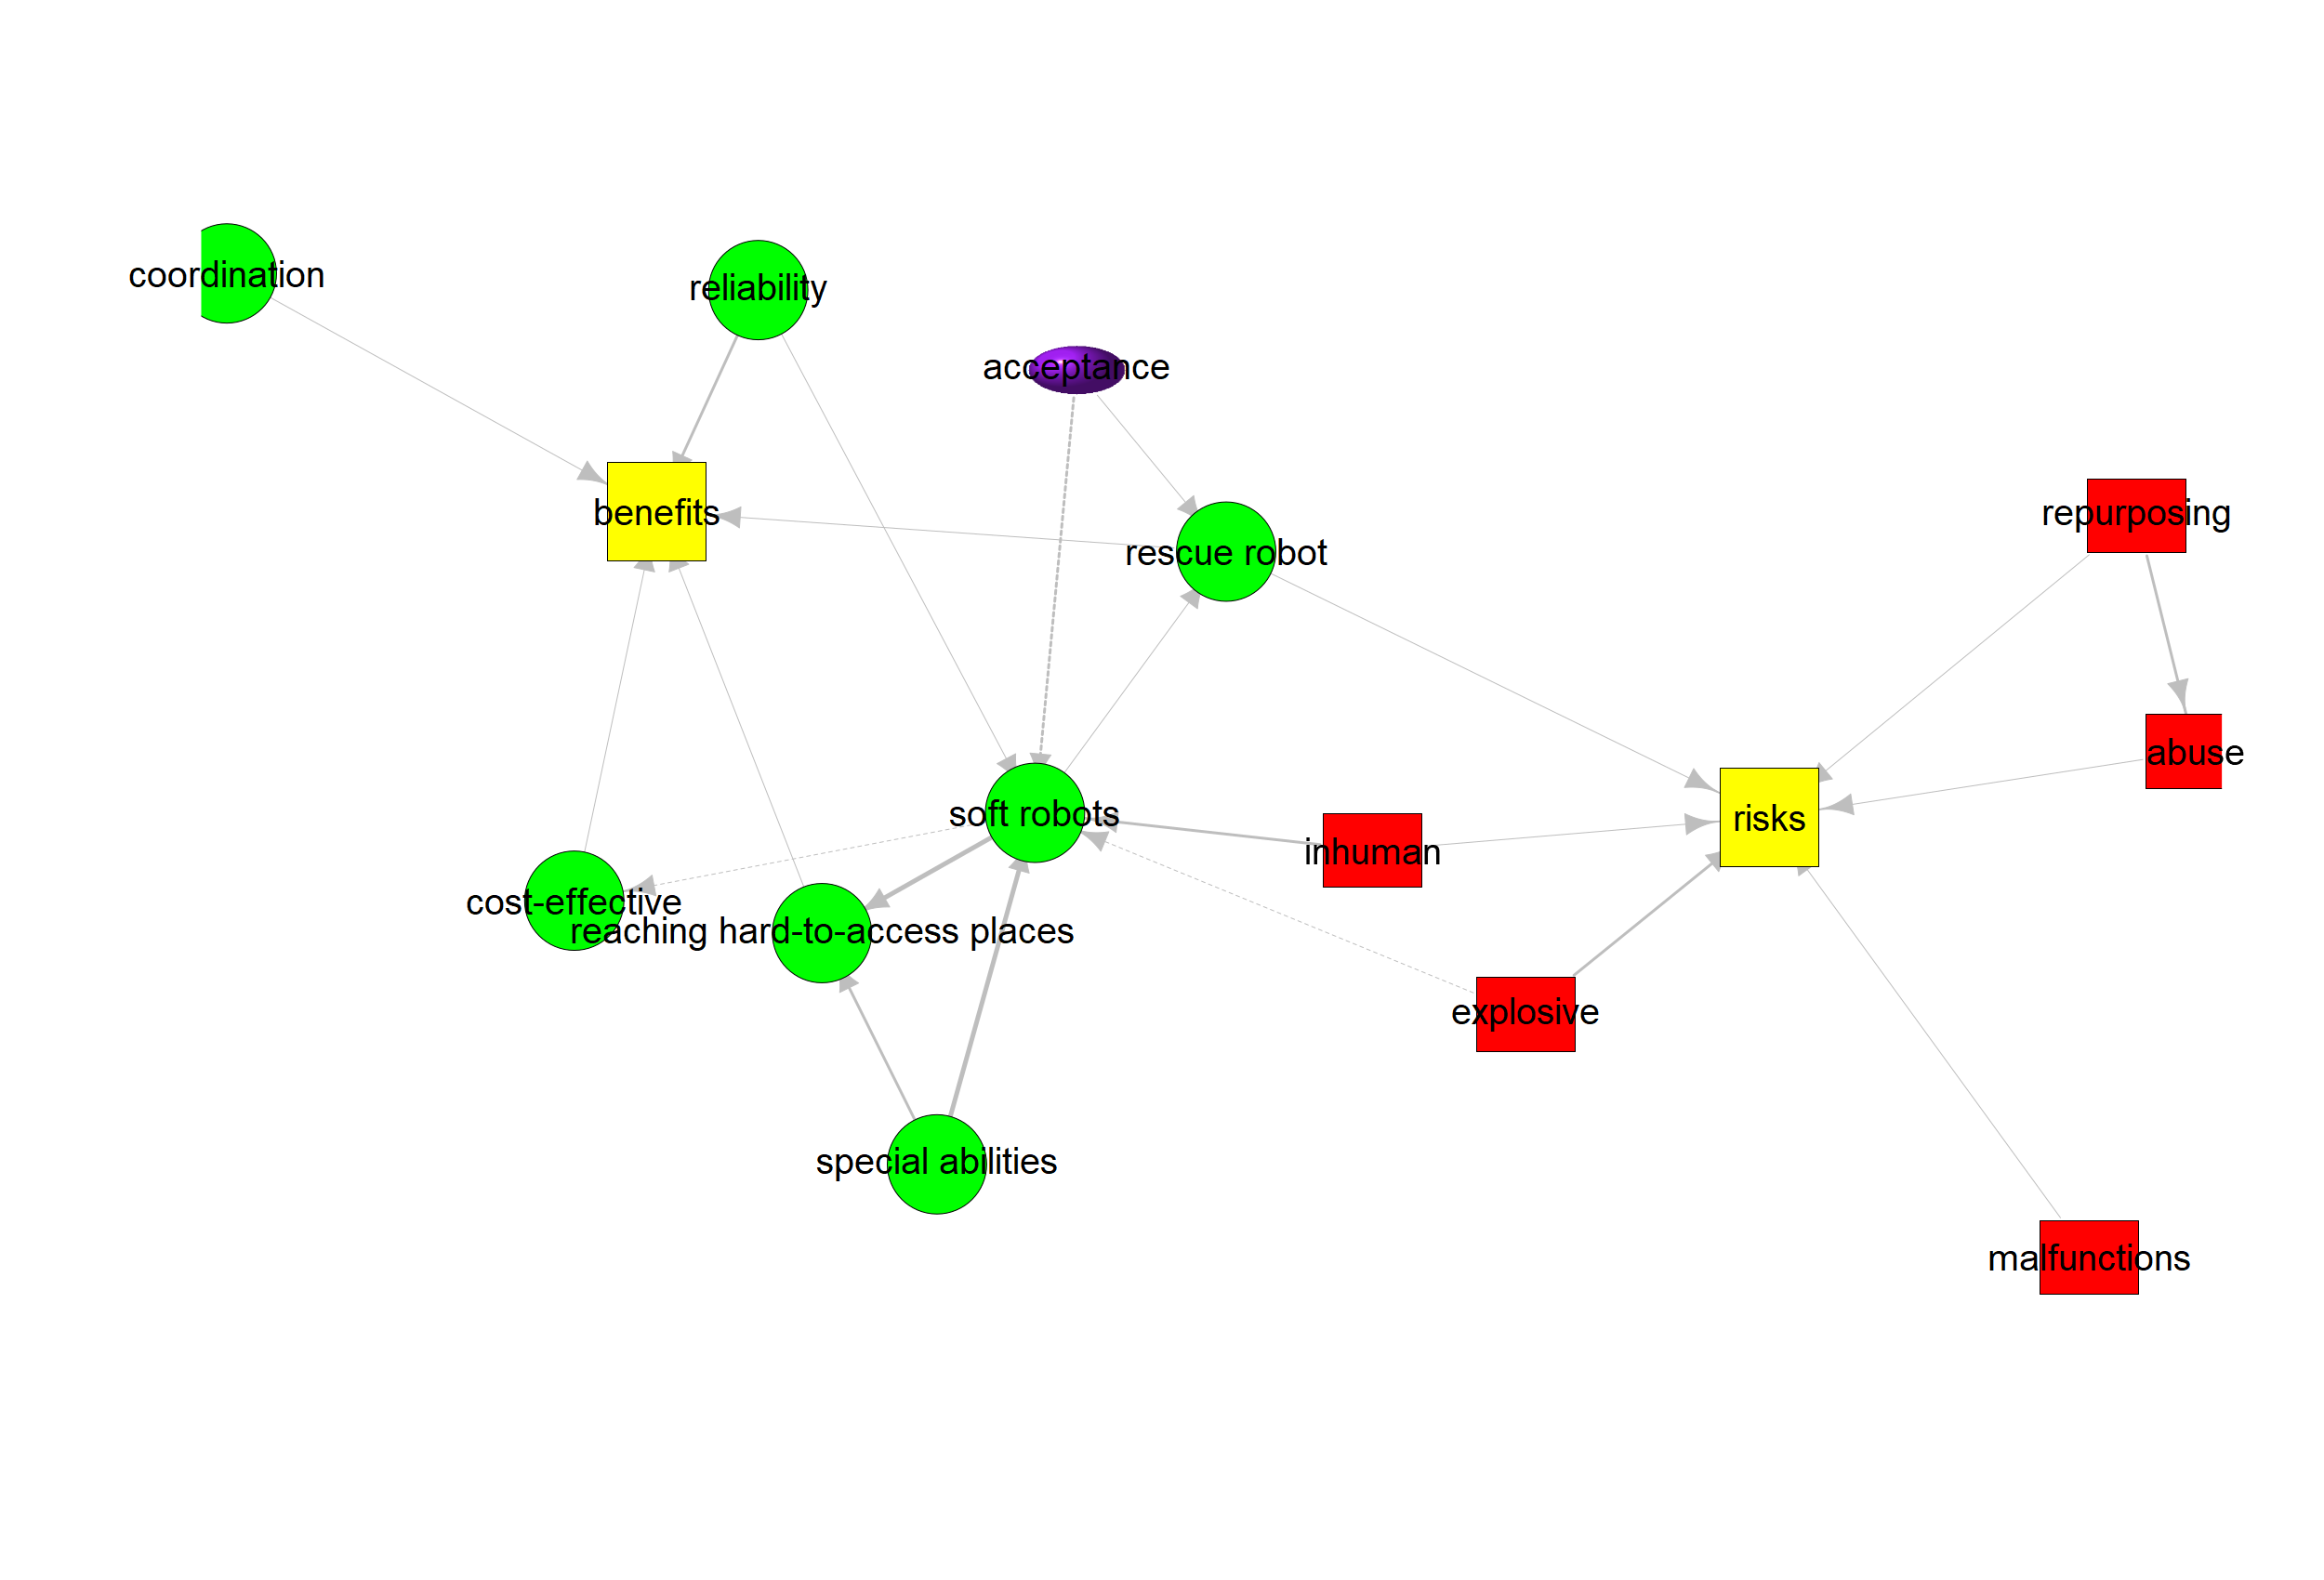 coordination
reliability
acceptance
benefits
repurposing
rescue robot
abuse
soft robots
risks
inhuman
cost-effective
reaching hard-to-access places
explosive
special abilities
malfunctions